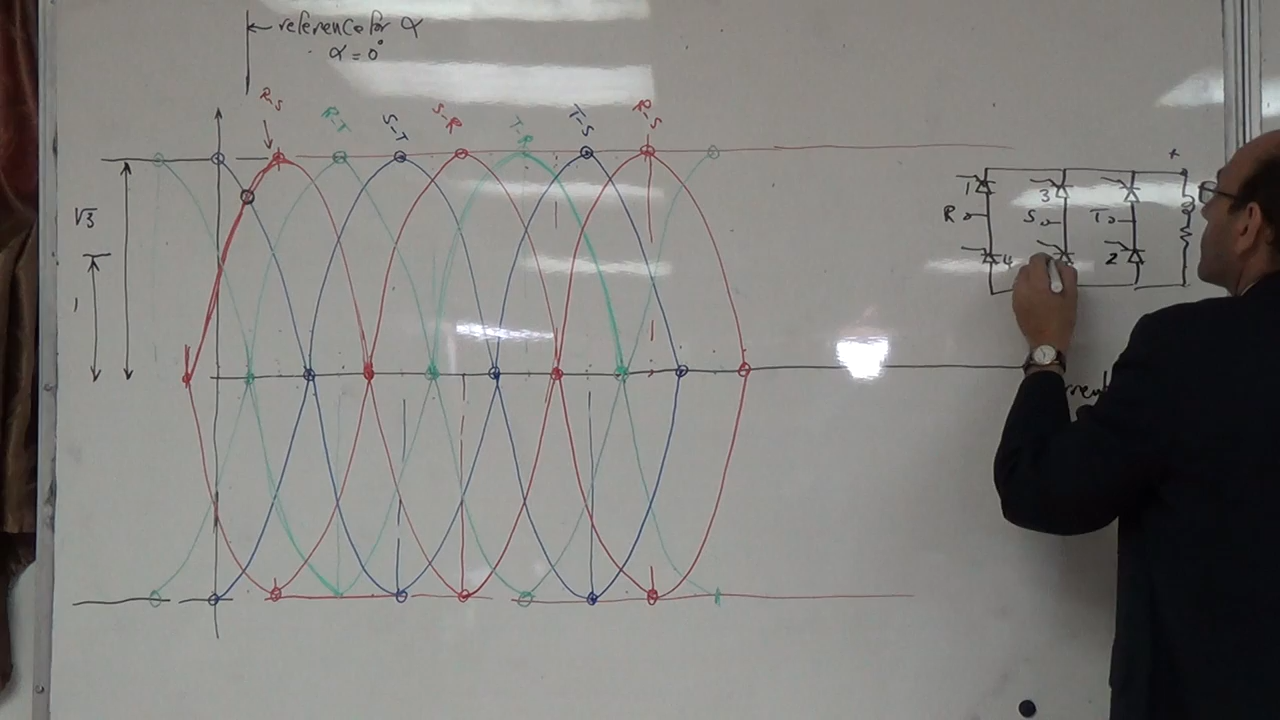 reference for α
α = 0°
R-S R-T S-T S-R T-R T-S R-S
√3
1
+
1 3
R S T
4 2